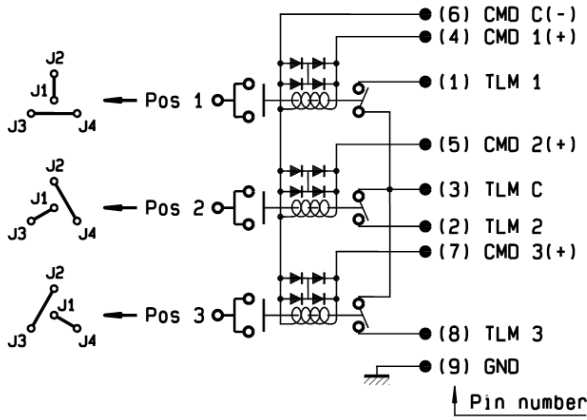 (6) CMD C(-)
(4) CMD 1(+)
J2
J1
J3 J4
Pos 1
(1) TLM 1
(5) CMD 2(+)
J2
J1
J3 J4
Pos 2
(3) TLM C
(2) TLM 2
(7) CMD 3(+)
J2
J1
J3 J4
Pos 3
(8) TLM 3
(9) GND
Pin number